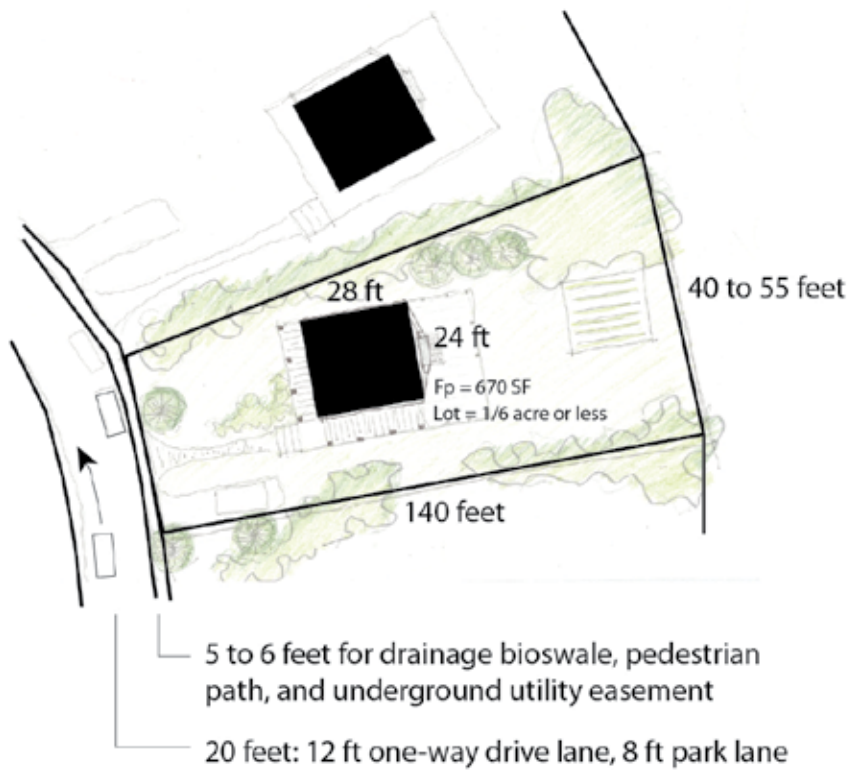 28 ft
40 to 55 feet
24 ft
Fp = 670 SF
Lot = 1/6 acre or less
140 feet
5 to 6 feet for drainage bioswale, pedestrian
path, and underground utility easement
20 feet: 12 ft one-way drive lane, 8 ft park lane